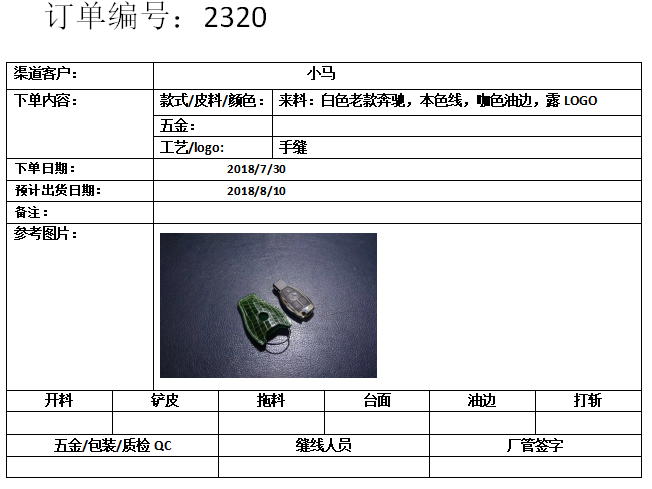 订单编号：2320
渠道客户： 小马
下单内容： 款式/皮料/颜色： 来料：白色老款奔驰，本色线，咖色油边，露 LOGO
五金：
工艺/logo: 手缝
下单日期： 2018/7/30
预计出货日期： 2018/8/10
备注：
参考图片：
开料 铲皮 拖料 台面 油边 打斩
五金/包装/质检 QC 缝线人员 厂管签字